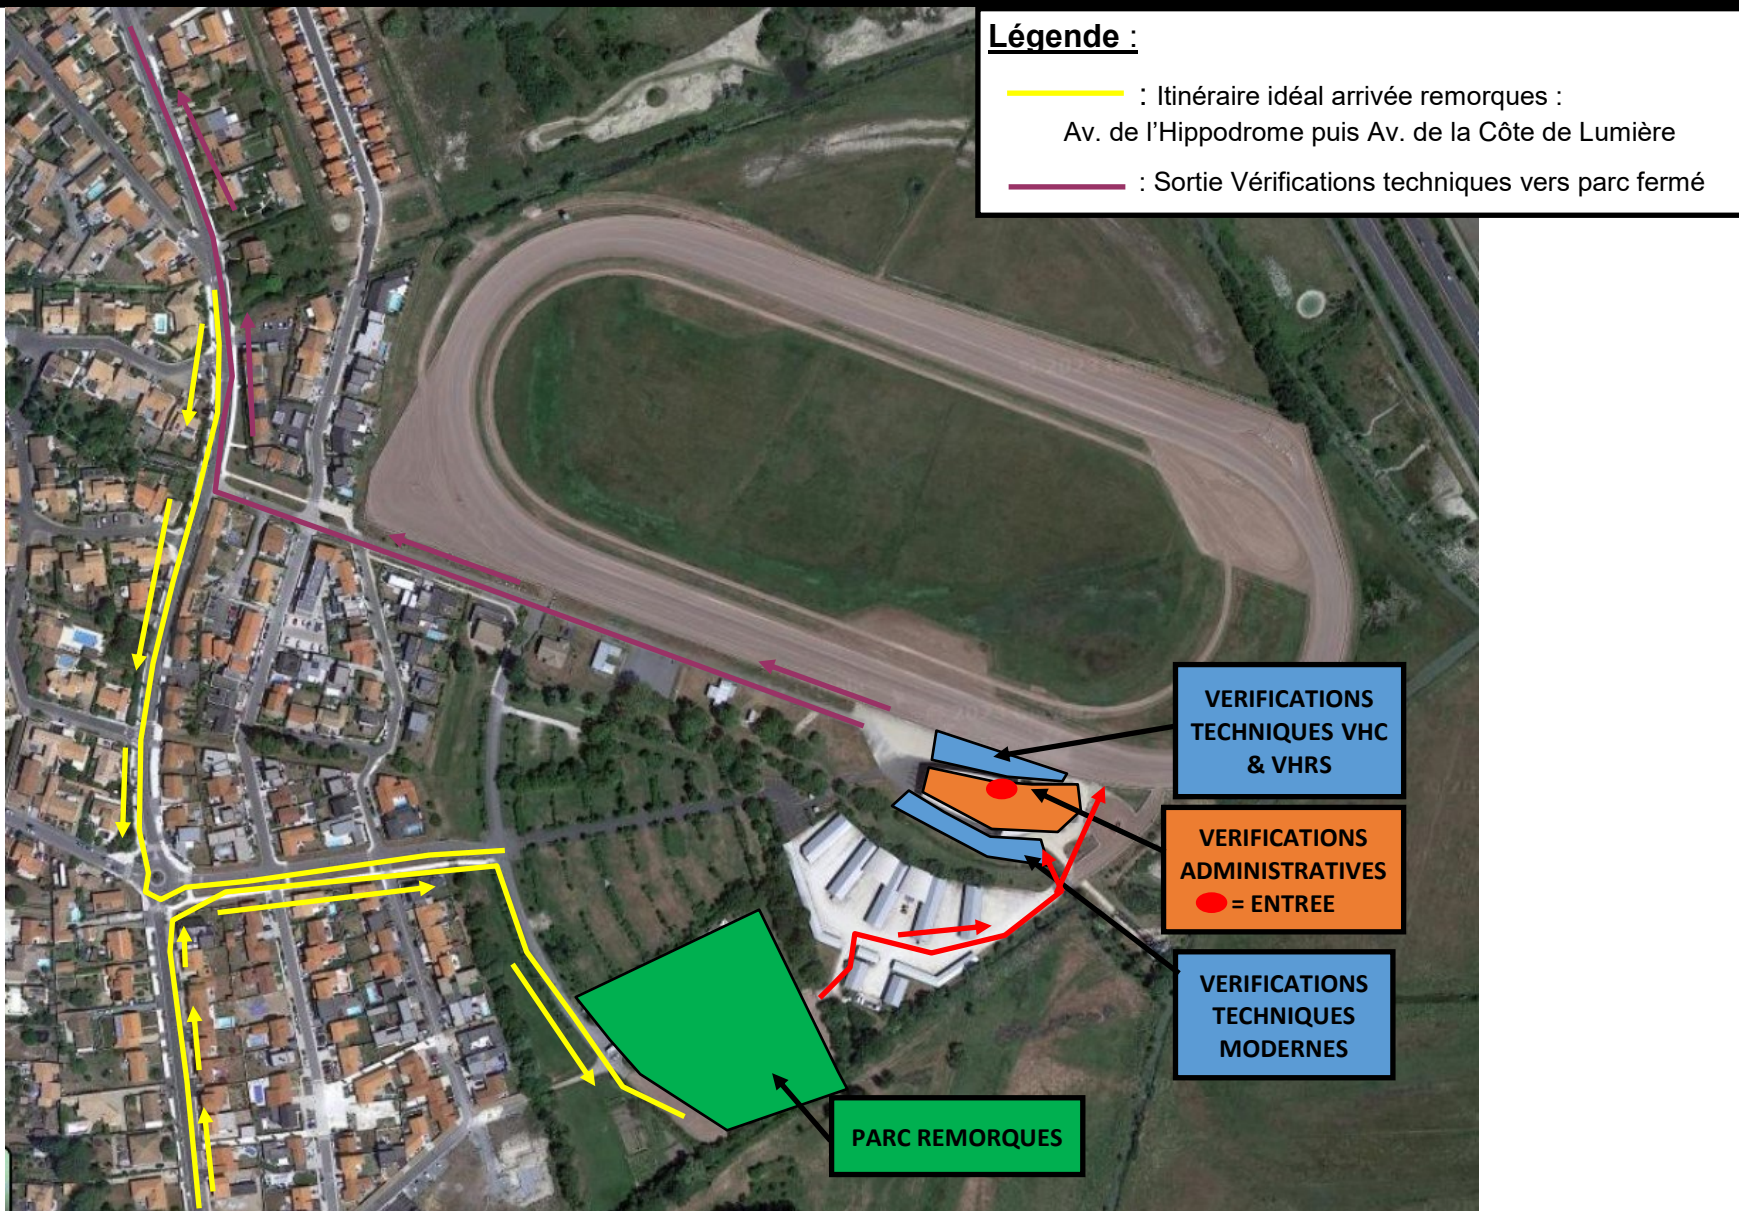 Légende :
: Itinéraire idéal arrivée remorques :
Av. de l'Hippodrome puis Av. de la Côte de Lumière
: Sortie Vérifications techniques vers parc fermé
VERIFICATIONS
TECHNIQUES VHC
& VHRS
VERIFICATIONS
ADMINISTRATIVES
= ENTREE
VERIFICATIONS
TECHNIQUES
MODERNES
PARC REMORQUES